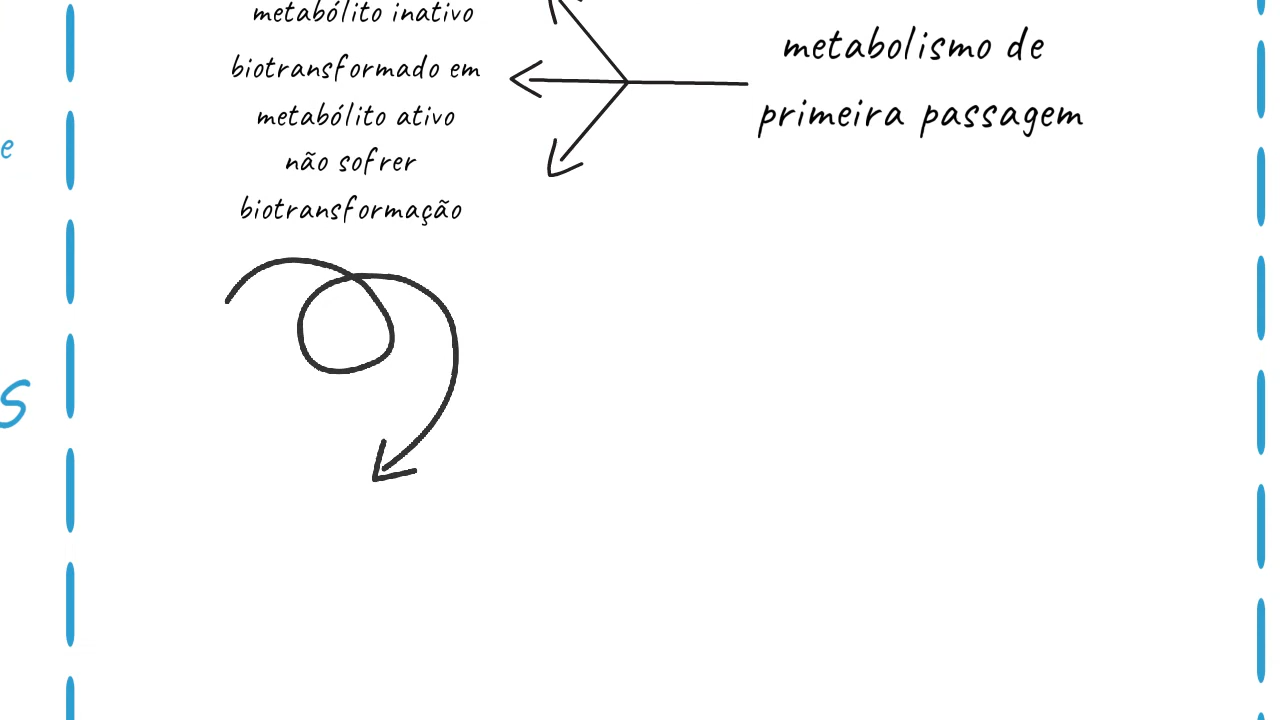 metabólito inativo
biotransformado em
metabólito ativo
não sofrer
biotransformação
metabolismo de
primeira passagem
e
s